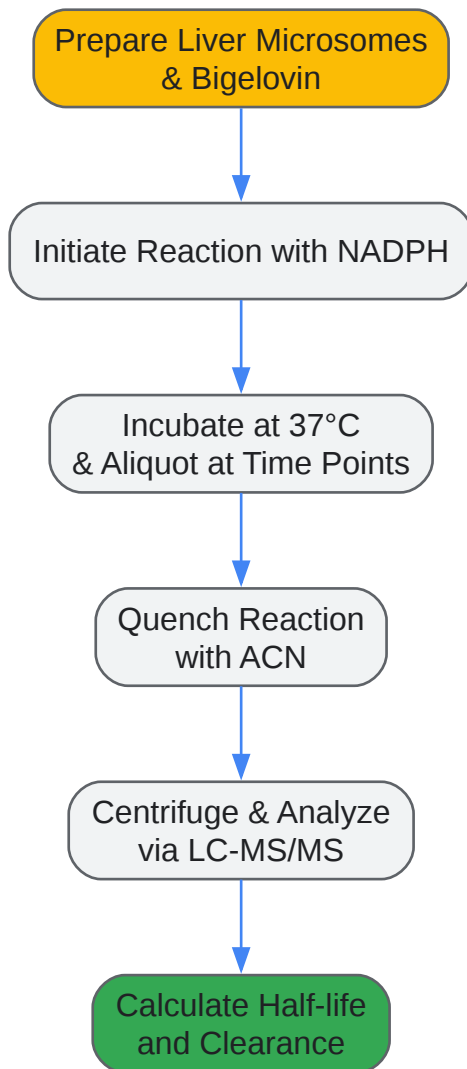 Prepare Liver Microsomes
& Bigelovin
Initiate Reaction with NADPH
Incubate at 37°C
& Aliquot at Time Points
Quench Reaction
with ACN
Centrifuge & Analyze
via LC-MS/MS
Calculate Half-life
and Clearance